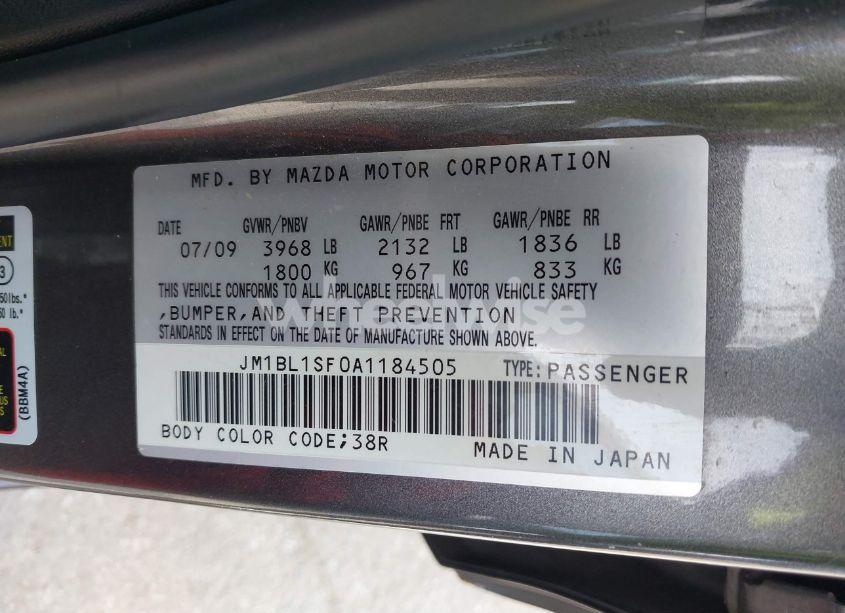 MFD. BY MAZDA MOTOR CORPORATION
DATE GVWR/PNBV GAWR/PNBE FRT GAWR/PNBE RR
07/09 3968 LB 2132 LB 1836 LB
1800 KG 967 KG 833 KG
THIS VEHICLE CONFORMS TO ALL APPLICABLE FEDERAL MOTOR VEHICLE SAFETY
,BUMPER,AND THEFT PREVENTION
STANDARDS IN EFFECT ON THE DATE OF MANUFACTURE SHOWN ABOVE.
JM1BL1SF0A1184505 TYPE:PASSENGER
BODY COLOR CODE;38R MADE IN JAPAN
wheelwise
(BBM4A)